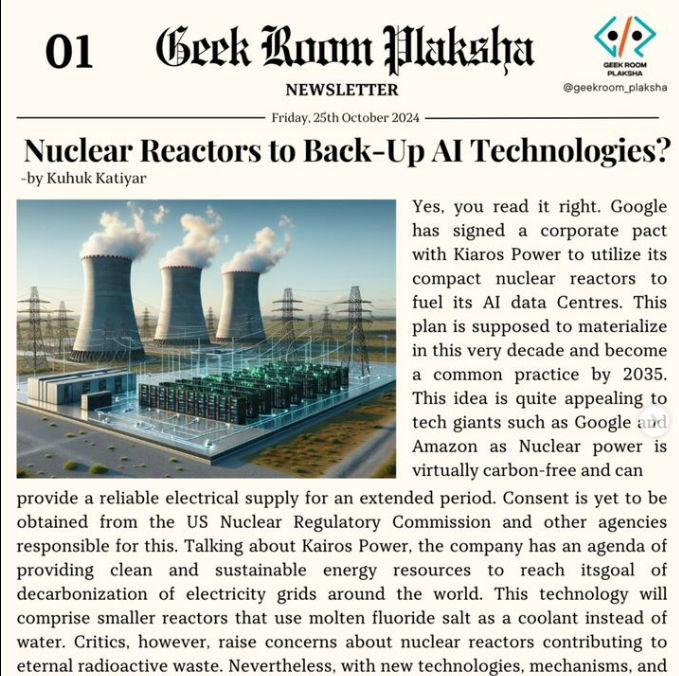 01
Geek Room Plaksha
NEWSLETTER
GEEK ROOM
PLAKSHA
@geekroom_plaksha
Friday, 25th October 2024
Nuclear Reactors to Back-Up AI Technologies?
-by Kuhuk Katiyar
Yes, you read it right. Google
has signed a corporate pact
with Kiaros Power to utilize its
compact nuclear reactors to
fuel its AI data Centres. This
plan is supposed to materialize
in this very decade and become
a common practice by 2035.
This idea is quite appealing to
tech giants such as Google and
Amazon as Nuclear power is
virtually carbon-free and can
provide a reliable electrical supply for an extended period. Consent is yet to be
obtained from the US Nuclear Regulatory Commission and other agencies
responsible for this. Talking about Kairos Power, the company has an agenda of
providing clean and sustainable energy resources to reach itsgoal of
decarbonization of electricity grids around the world. This technology will
comprise smaller reactors that use molten fluoride salt as a coolant instead of
water. Critics, however, raise concerns about nuclear reactors contributing to
eternal radioactive waste. Nevertheless, with new technologies, mechanisms, and